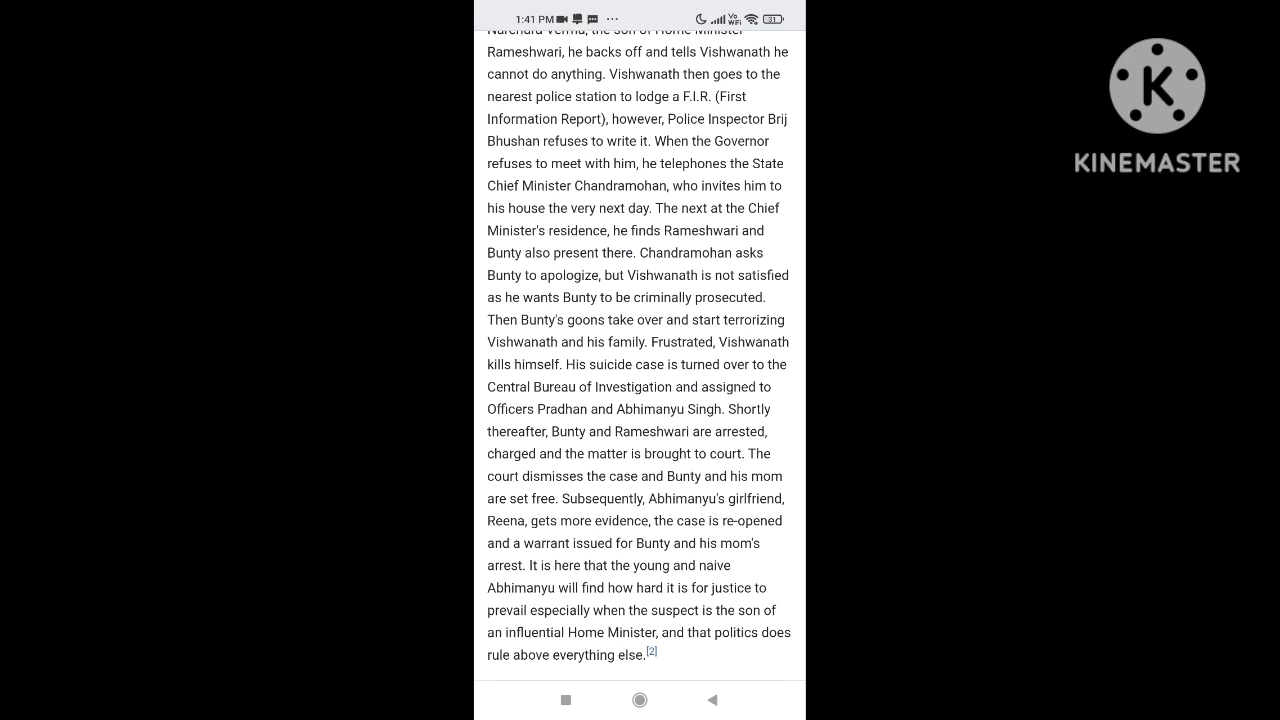 1:41 PM
Vo
WiFi
31
Narendra Verma, the son of Home Minister
Rameshwari, he backs off and tells Vishwanath he
cannot do anything. Vishwanath then goes to the
nearest police station to lodge a F.I.R. (First
Information Report), however, Police Inspector Brij
Bhushan refuses to write it. When the Governor
refuses to meet with him, he telephones the State
Chief Minister Chandramohan, who invites him to
his house the very next day. The next at the Chief
Minister's residence, he finds Rameshwari and
Bunty also present there. Chandramohan asks
Bunty to apologize, but Vishwanath is not satisfied
as he wants Bunty to be criminally prosecuted.
Then Bunty's goons take over and start terrorizing
Vishwanath and his family. Frustrated, Vishwanath
kills himself. His suicide case is turned over to the
Central Bureau of Investigation and assigned to
Officers Pradhan and Abhimanyu Singh. Shortly
thereafter, Bunty and Rameshwari are arrested,
charged and the matter is brought to court. The
court dismisses the case and Bunty and his mom
are set free. Subsequently, Abhimanyu's girlfriend,
Reena, gets more evidence, the case is re-opened
and a warrant issued for Bunty and his mom's
arrest. It is here that the young and naive
Abhimanyu will find how hard it is for justice to
prevail especially when the suspect is the son of
an influential Home Minister, and that politics does
rule above everything else.[2]
K
KINEMASTER